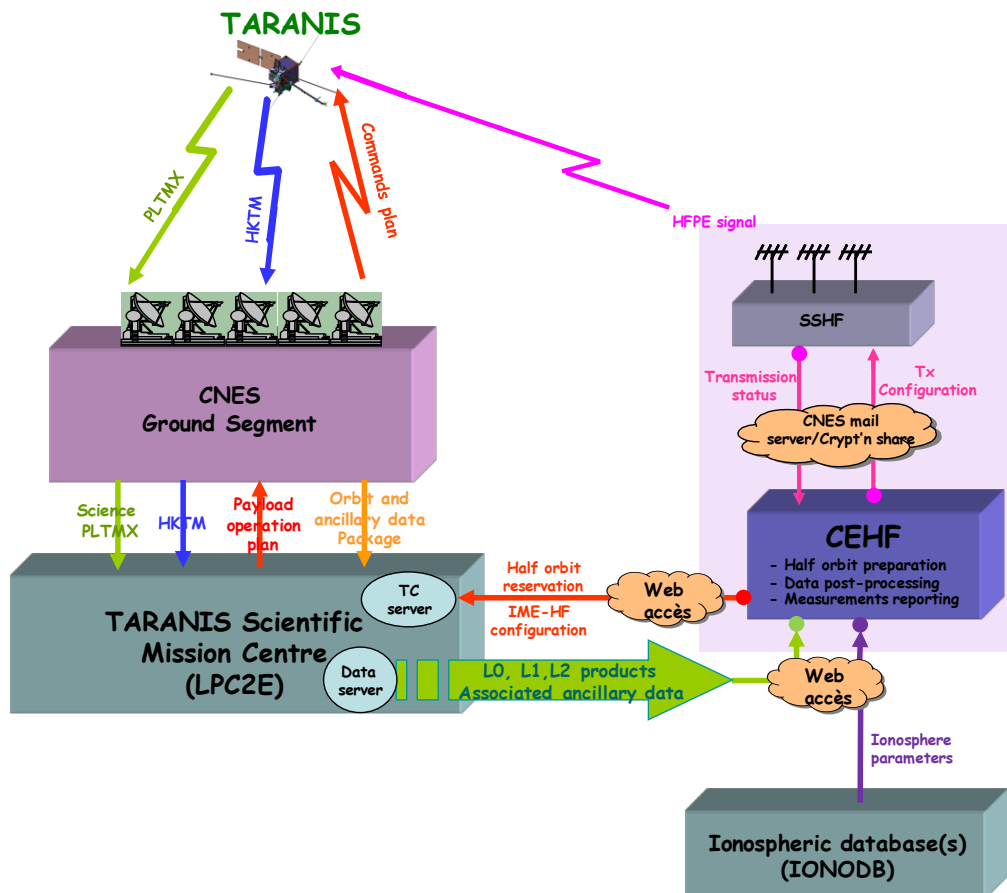 TARANIS
PLTMX
HKTM
Commands plan
HFPE signal
SSHF
Transmission
status
Tx
Configuration
CNES mail
server/Crypt'n share
CNES
Ground Segment
Science
PLTMX
HKTM
Payload
operation
plan
Orbit and
ancillary data
Package
CEHF
- Half orbit preparation
- Data post-processing
- Measurements reporting
TC
server
Half orbit
reservation
IME-HF
configuration
Web
accès
TARANIS Scientific
Mission Centre
(LPC2E)
Data
server
L0, L1,L2 products
Associated ancillary data
Web
accès
Ionosphere
parameters
Ionospheric database(s)
(IONODB)